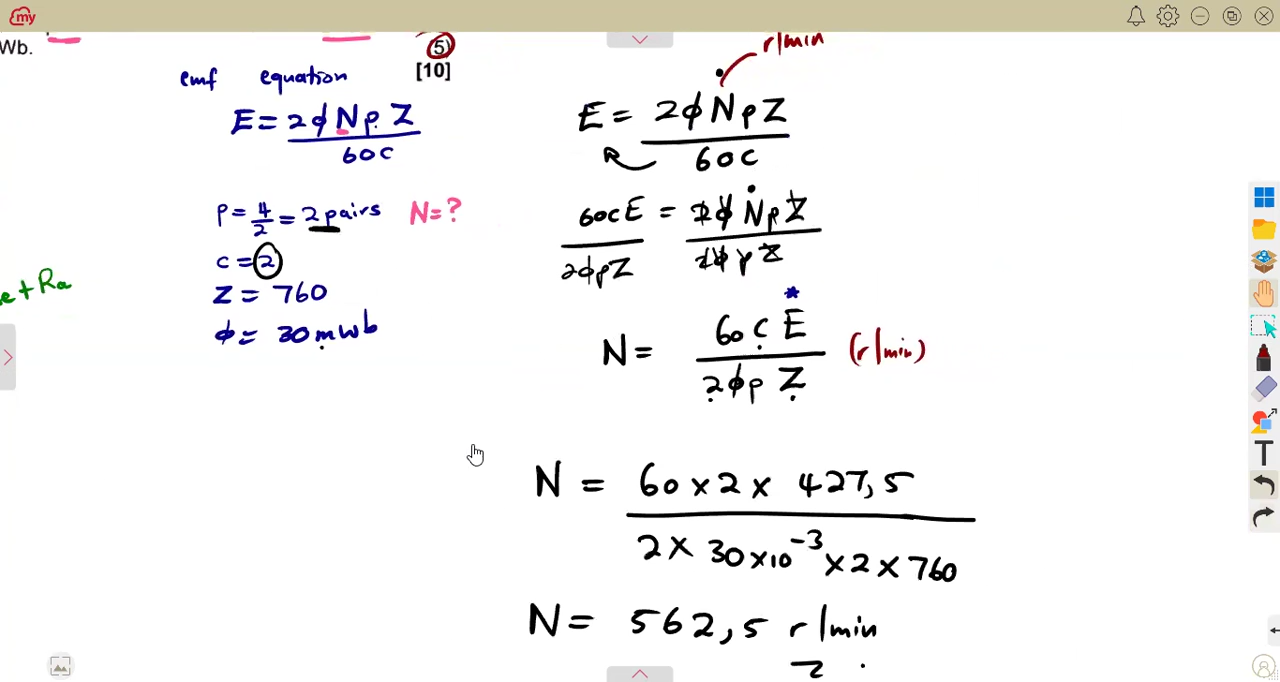 my
Wb.
(5)
[10]
emf equation
E = 2ϕNpZ / 60c
p = 4/2 = 2 pairs N = ?
c = 2
Z = 760
ϕ = 30 mWb
+ Ra
r/min
E = 2ϕNpZ / 60c
60cE / 2ϕpZ = 2ϕNpZ / 2ϕpZ
*
N = 60cE / 2ϕpZ (r/min)
N = 60 × 2 × 427,5 / 2 × 30×10⁻³ × 2 × 760
N = 562,5 r/min
T